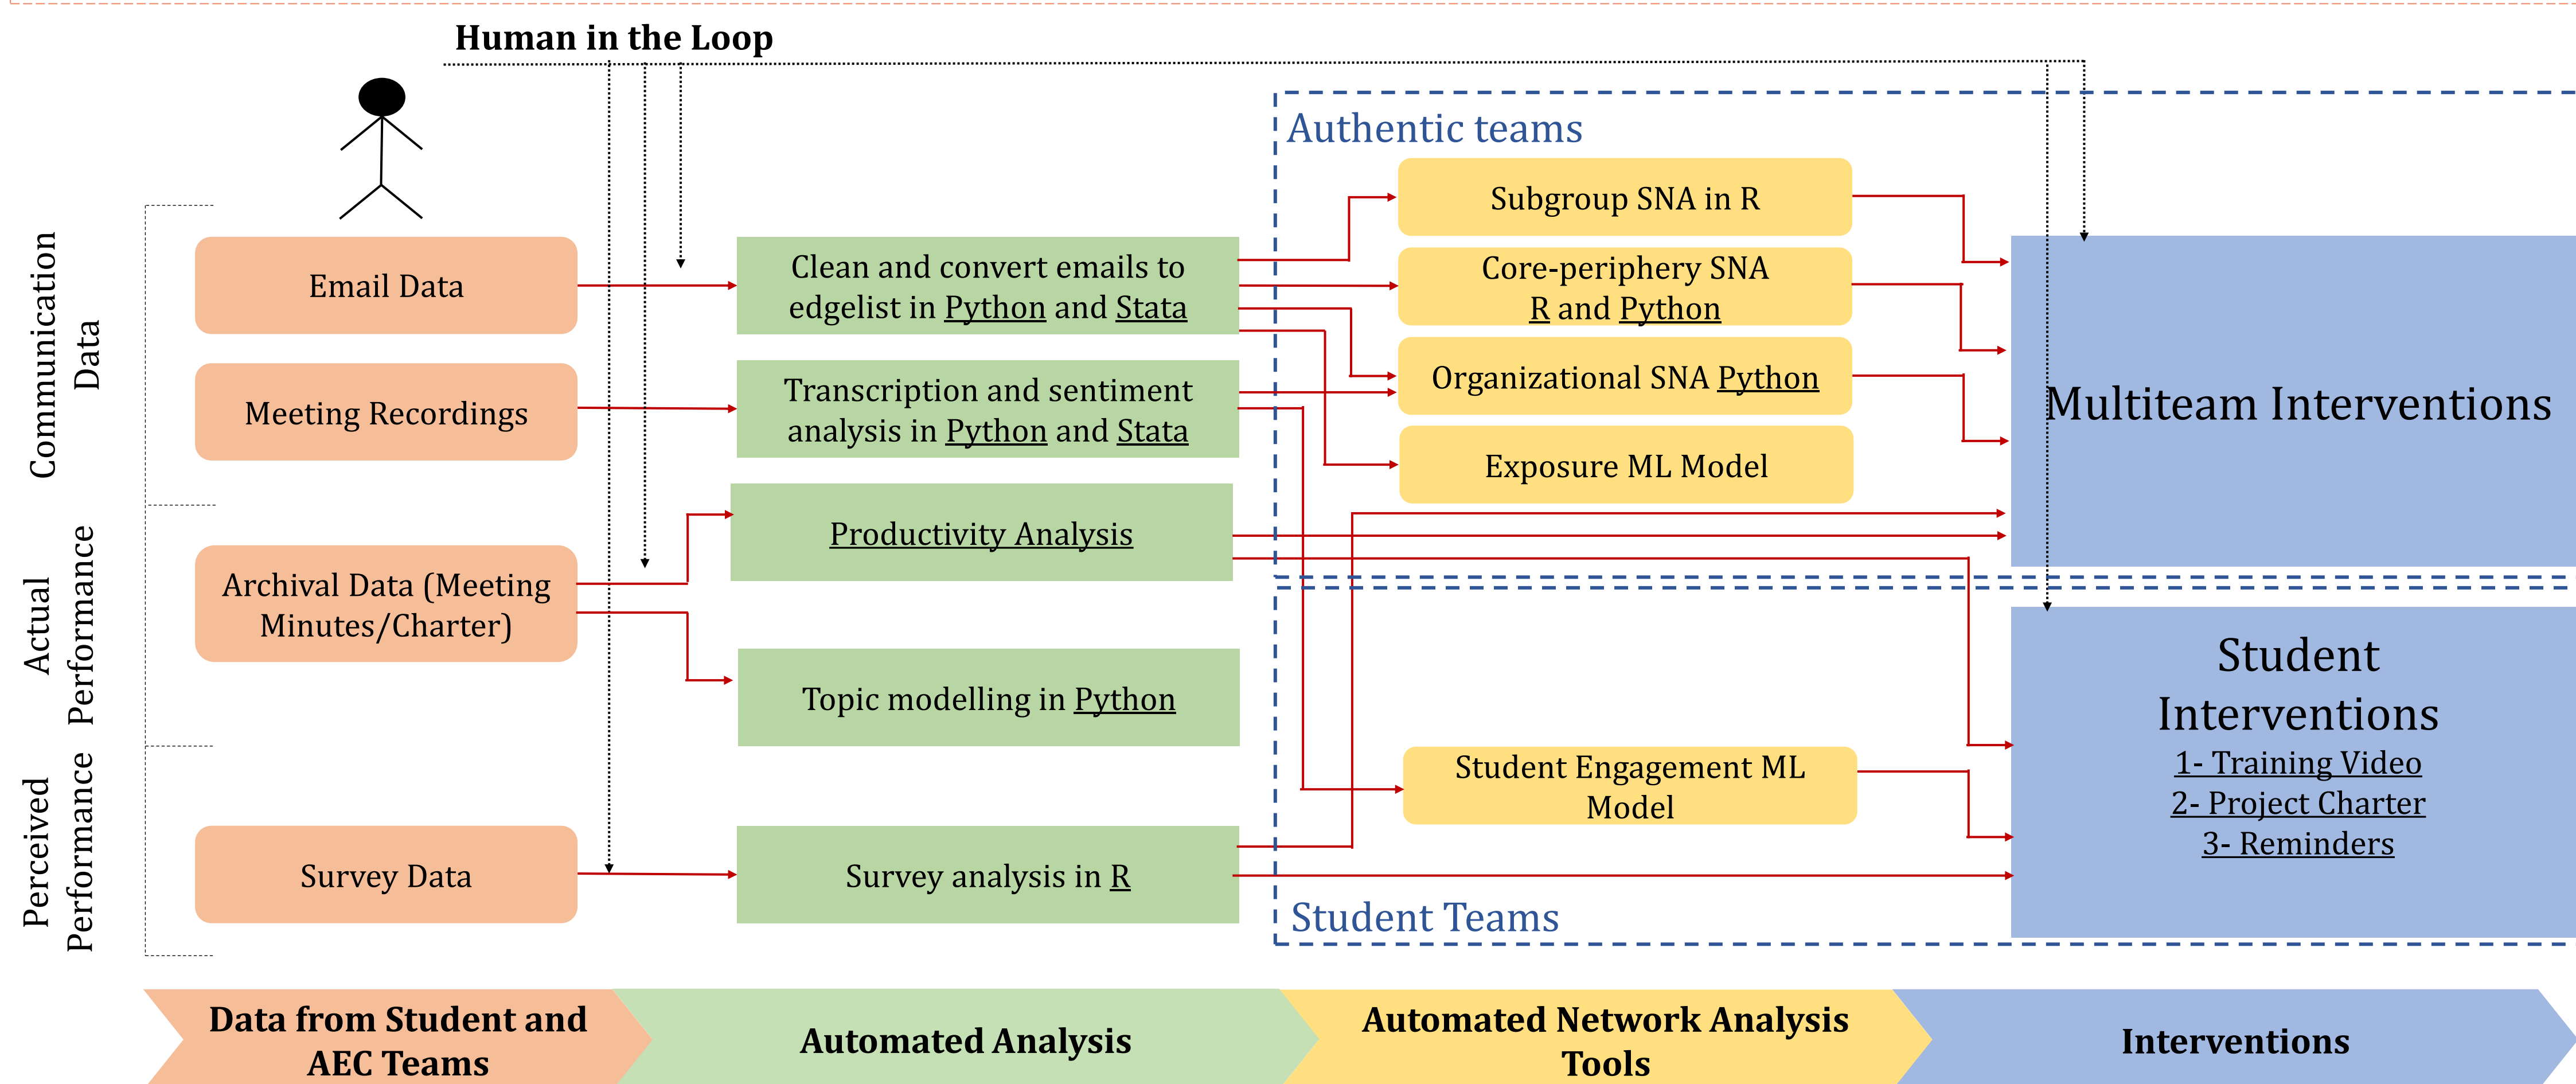 Human in the Loop
Authentic teams
Communication
Data
Actual
Performance
Perceived
Performance
Email Data
Meeting Recordings
Archival Data (Meeting
Minutes/Charter)
Survey Data
Clean and convert emails to
edgelist in Python and Stata
Transcription and sentiment
analysis in Python and Stata
Productivity Analysis
Topic modelling in Python
Survey analysis in R
Subgroup SNA in R
Core-periphery SNA
R and Python
Organizational SNA Python
Exposure ML Model
Student Engagement ML
Model
Student Teams
Multiteam Interventions
Student
Interventions
1- Training Video
2- Project Charter
3- Reminders
Data from Student and
AEC Teams
Automated Analysis
Automated Network Analysis
Tools
Interventions